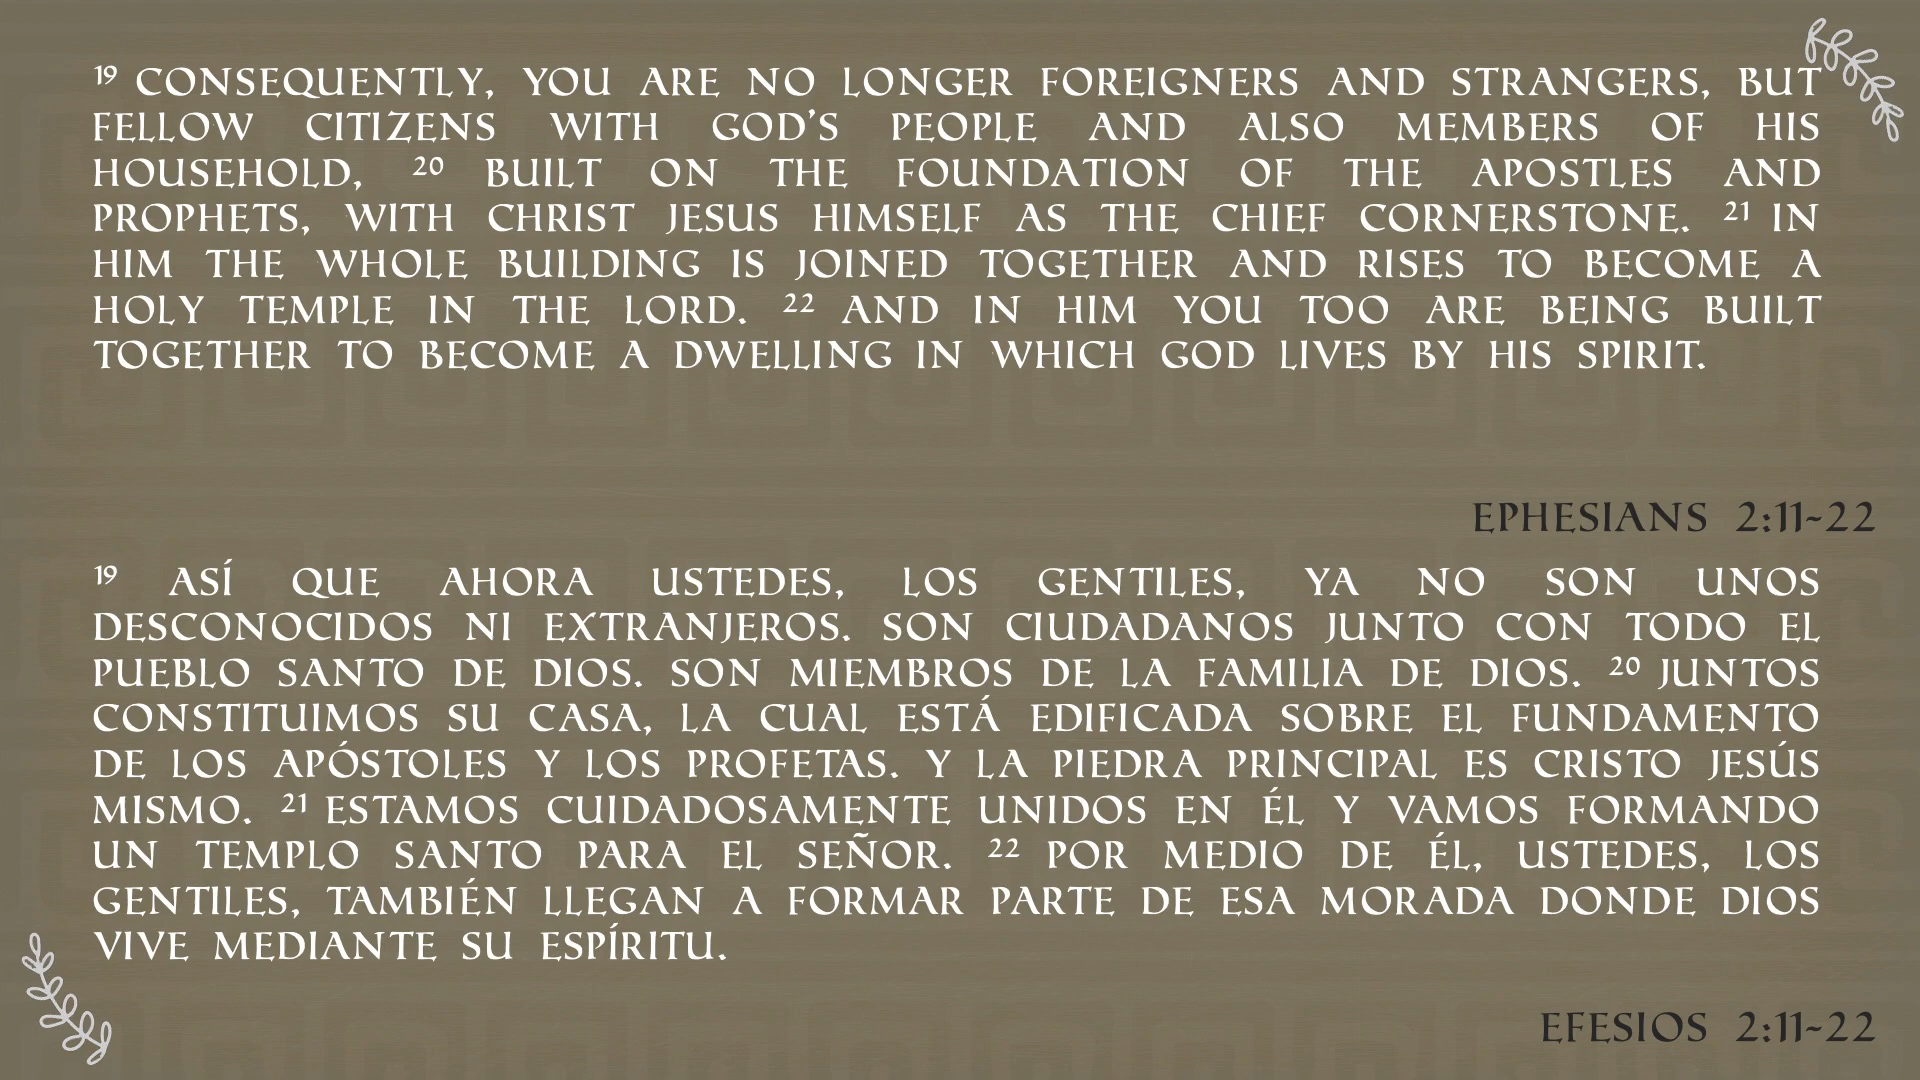 ¹⁹ CONSEQUENTLY, YOU ARE NO LONGER FOREIGNERS AND STRANGERS, BUT
FELLOW CITIZENS WITH GOD'S PEOPLE AND ALSO MEMBERS OF HIS
HOUSEHOLD, ²⁰ BUILT ON THE FOUNDATION OF THE APOSTLES AND
PROPHETS, WITH CHRIST JESUS HIMSELF AS THE CHIEF CORNERSTONE. ²¹ IN
HIM THE WHOLE BUILDING IS JOINED TOGETHER AND RISES TO BECOME A
HOLY TEMPLE IN THE LORD. ²² AND IN HIM YOU TOO ARE BEING BUILT
TOGETHER TO BECOME A DWELLING IN WHICH GOD LIVES BY HIS SPIRIT.
EPHESIANS 2:11-22
¹⁹ ASÍ QUE AHORA USTEDES, LOS GENTILES, YA NO SON UNOS
DESCONOCIDOS NI EXTRANJEROS. SON CIUDADANOS JUNTO CON TODO EL
PUEBLO SANTO DE DIOS. SON MIEMBROS DE LA FAMILIA DE DIOS. ²⁰ JUNTOS
CONSTITUIMOS SU CASA, LA CUAL ESTÁ EDIFICADA SOBRE EL FUNDAMENTO
DE LOS APÓSTOLES Y LOS PROFETAS. Y LA PIEDRA PRINCIPAL ES CRISTO JESÚS
MISMO. ²¹ ESTAMOS CUIDADOSAMENTE UNIDOS EN ÉL Y VAMOS FORMANDO
UN TEMPLO SANTO PARA EL SEÑOR. ²² POR MEDIO DE ÉL, USTEDES, LOS
GENTILES, TAMBIÉN LLEGAN A FORMAR PARTE DE ESA MORADA DONDE DIOS
VIVE MEDIANTE SU ESPÍRITU.
EFESIOS 2:11-22